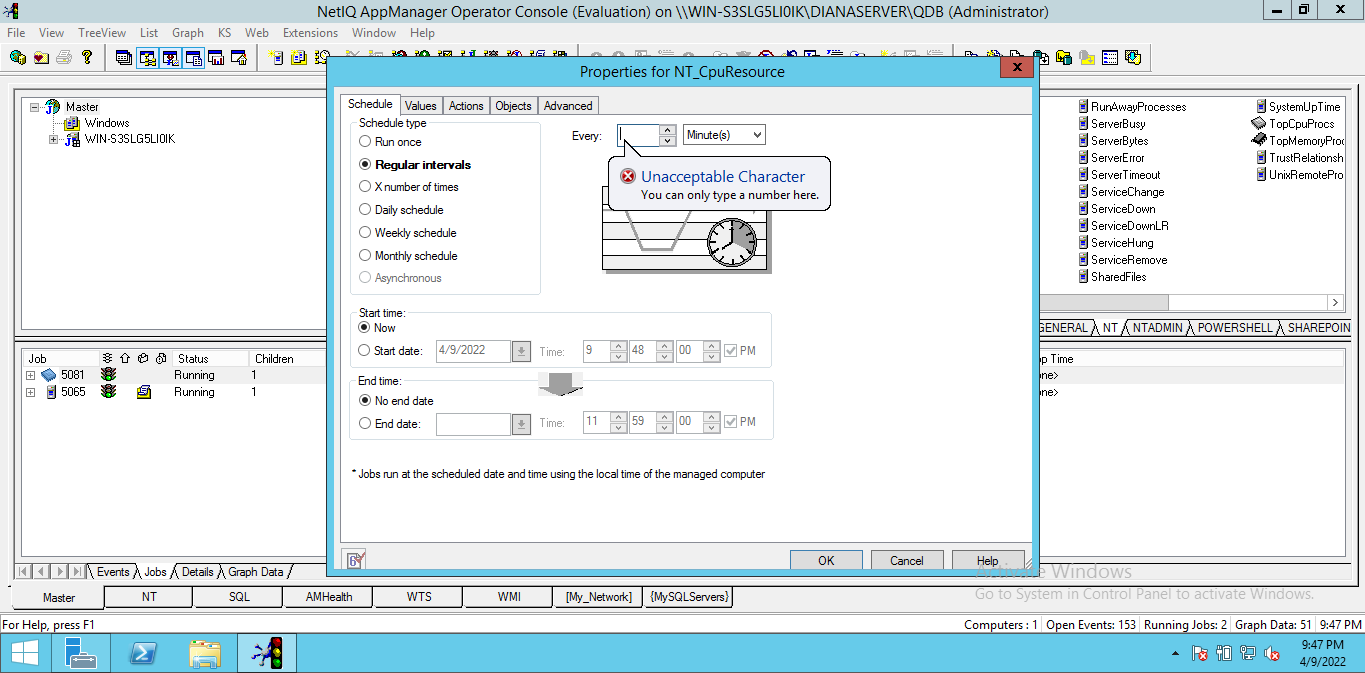 NetIQ AppManager Operator Console (Evaluation) on \\WIN-S3SLG5LI0IK\DIANASERVER\QDB (Administrator)
File View TreeView List Graph KS Web Extensions Window Help
Properties for NT_CpuResource
Master
Windows
WIN-S3SLG5LI0IK
Schedule Values Actions Objects Advanced
Schedule type
Run once
Regular intervals
X number of times
Daily schedule
Weekly schedule
Monthly schedule
Asynchronous
Every: Minute(s)
Unacceptable Character
You can only type a number here.
Start time:
Now
Start date: 4/9/2022 Time: 9 48 00 PM
End time:
No end date
End date: Time: 11 59 00 PM
* Jobs run at the scheduled date and time using the local time of the managed computer
OK Cancel Help
RunAwayProcesses
ServerBusy
ServerBytes
ServerError
ServerTimeout
ServiceChange
ServiceDown
ServiceDownLR
ServiceHung
ServiceRemove
SharedFiles
SystemUpTime
TopCpuProcs
TopMemoryProc
TrustRelationsh
UnixRemotePro
GENERAL NT NTADMIN POWERSHELL SHAREPOIN
Job Status Children
5081 Running 1
5065 Running 1
op Time
one>
one>
Events Jobs Details Graph Data
Master NT SQL AMHealth WTS WMI [My_Network] {MySQLServers}
Activate Windows
Go to System in Control Panel to activate Windows.
For Help, press F1
Computers : 1 Open Events: 153 Running Jobs: 2 Graph Data: 51 9:47 PM
9:47 PM
4/9/2022